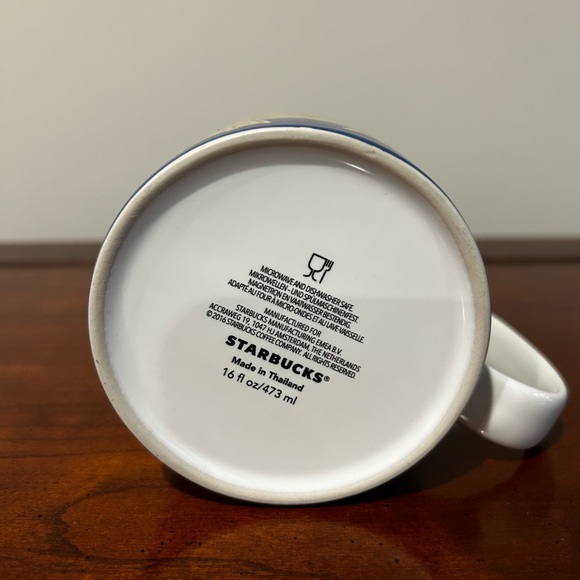 MICROWAVE AND DISHWASHER SAFE
MIKROWELLEN - UND SPÜLMASCHINENFEST.
MAGNETRON EN VAATWASSER BESTENDIG.
ADAPTÉ AU FOUR À MICRO-ONDES ET AU LAVE-VAISSELLE.
MANUFACTURED FOR
STARBUCKS MANUFACTURING EMEA B.V.
ACCRAWEG 19, 1047 HJ AMSTERDAM, THE NETHERLANDS
© 2016 STARBUCKS COFFEE COMPANY. ALL RIGHTS RESERVED.
STARBUCKS®
Made in Thailand
16 fl oz/473 ml